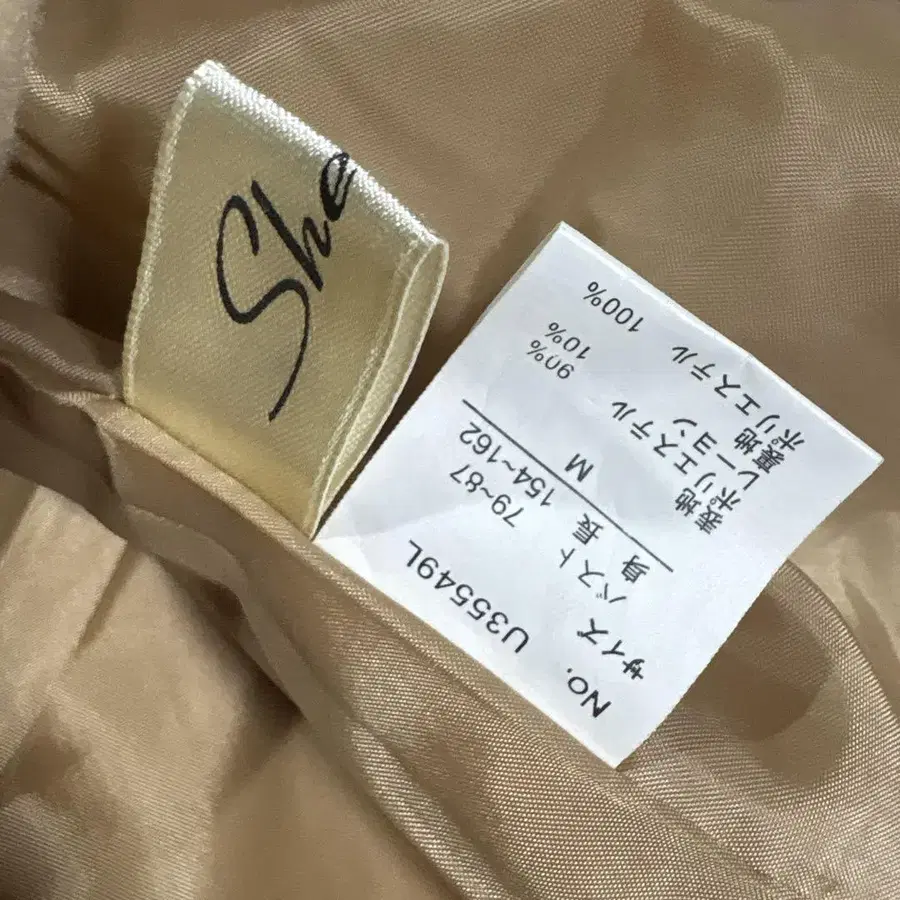 She
No. U35549L
サイズ バスト 79~87
身長 154~162
M
表地
ポリエステル 90%
レーヨン 10%
裏地
ポリエステル 100%